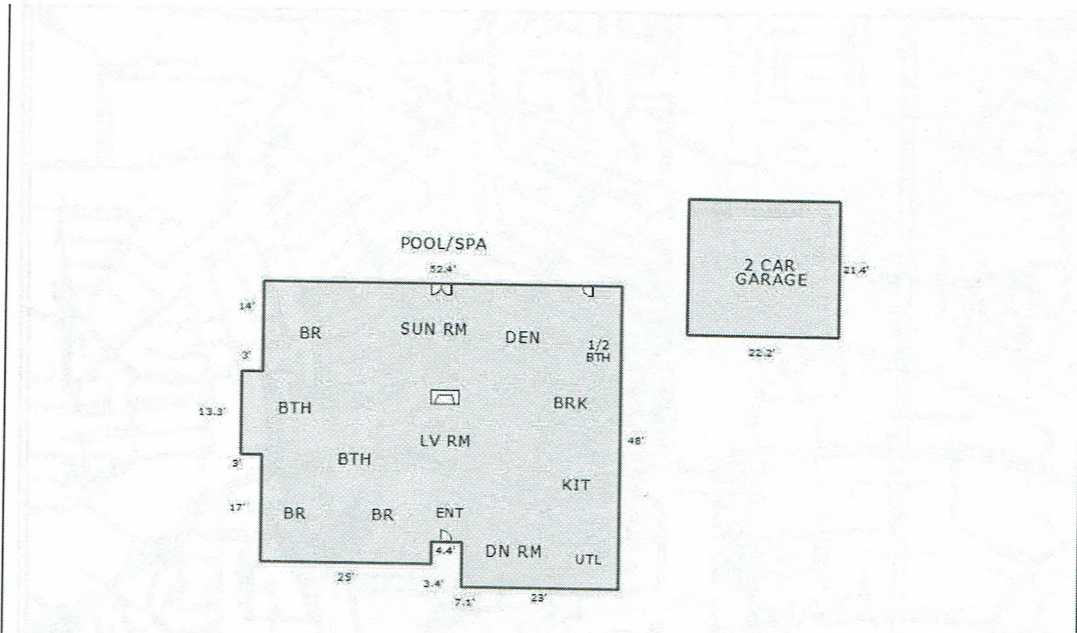 POOL/SPA
52.4'
2 CAR
GARAGE
21.4'
22.2'
14'
BR
SUN RM
DEN
1/2
BTH
3'
13.3'
BTH
BRK
LV RM
48'
3'
BTH
KIT
17'
BR
BR
ENT
4.4'
DN RM
UTL
25'
3.4'
7.1'
23'